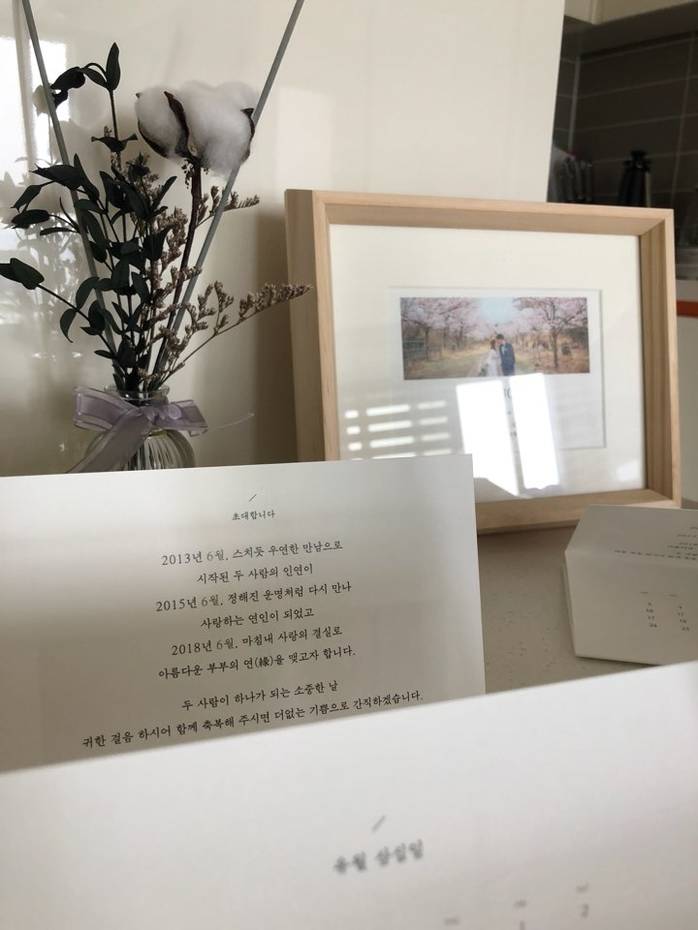 초대합니다
2013년 6월, 스치듯 우연한 만남으로
시작된 두 사람의 인연이
2015년 6월, 정해진 운명처럼 다시 만나
사랑하는 연인이 되었고
2018년 6월, 마침내 사랑의 결실로
아름다운 부부의 연(緣)을 맺고자 합니다.
두 사람이 하나가 되는 소중한 날
귀한 걸음 하시어 함께 축복해 주시면 더없는 기쁨으로 간직하겠습니다.
유월 삼십일
1 2